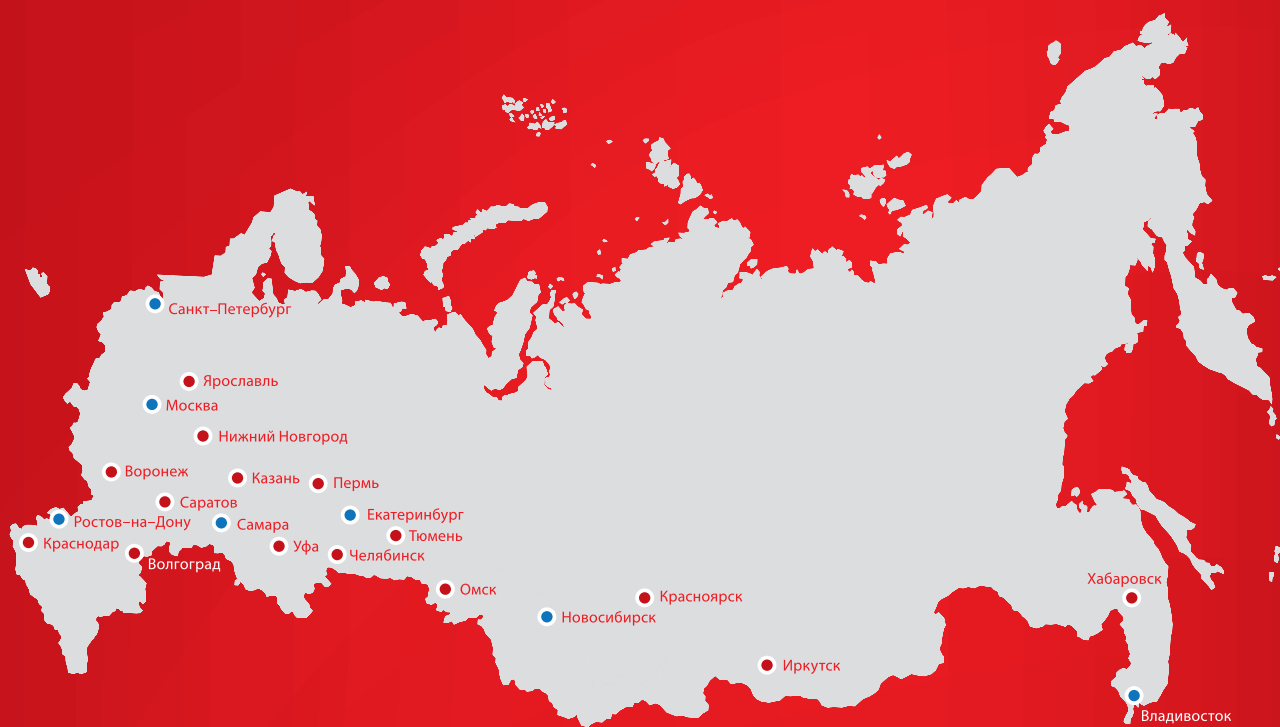 Санкт–Петербург
Ярославль
Москва
Нижний Новгород
Воронеж
Казань
Пермь
Саратов
Екатеринбург
Ростов–на–Дону
Самара
Тюмень
Краснодар
Уфа
Челябинск
Волгоград
Хабаровск
Омск
Красноярск
Новосибирск
Иркутск
Владивосток